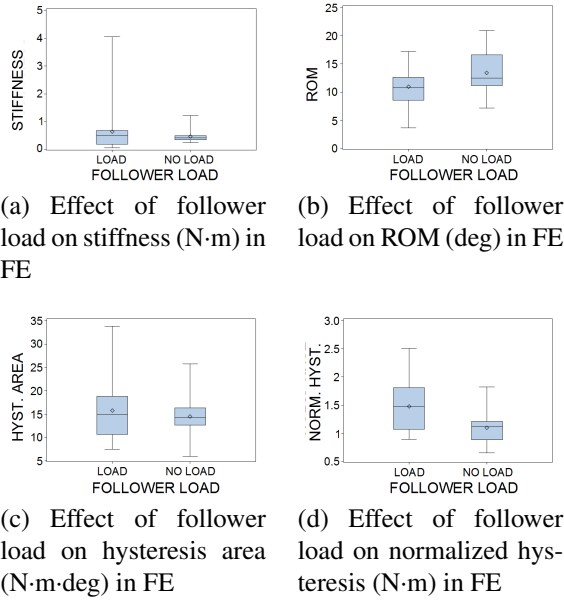 5
4
3
2
1
0
STIFFNESS
LOAD
NO LOAD
FOLLOWER LOAD
(a) Effect of follower
load on stiffness (N·m) in
FE
25
20
15
10
5
0
ROM
LOAD
NO LOAD
FOLLOWER LOAD
(b) Effect of follower
load on ROM (deg) in FE
35
30
25
20
15
10
5
HYST. AREA
LOAD
NO LOAD
FOLLOWER LOAD
(c) Effect of follower
load on hysteresis area
(N·m·deg) in FE
3.0
2.5
2
1.5
1
0.5
NORM. HYST.
LOAD
NO LOAD
FOLLOWER LOAD
(d) Effect of follower
load on normalized hys-
teresis (N·m) in FE